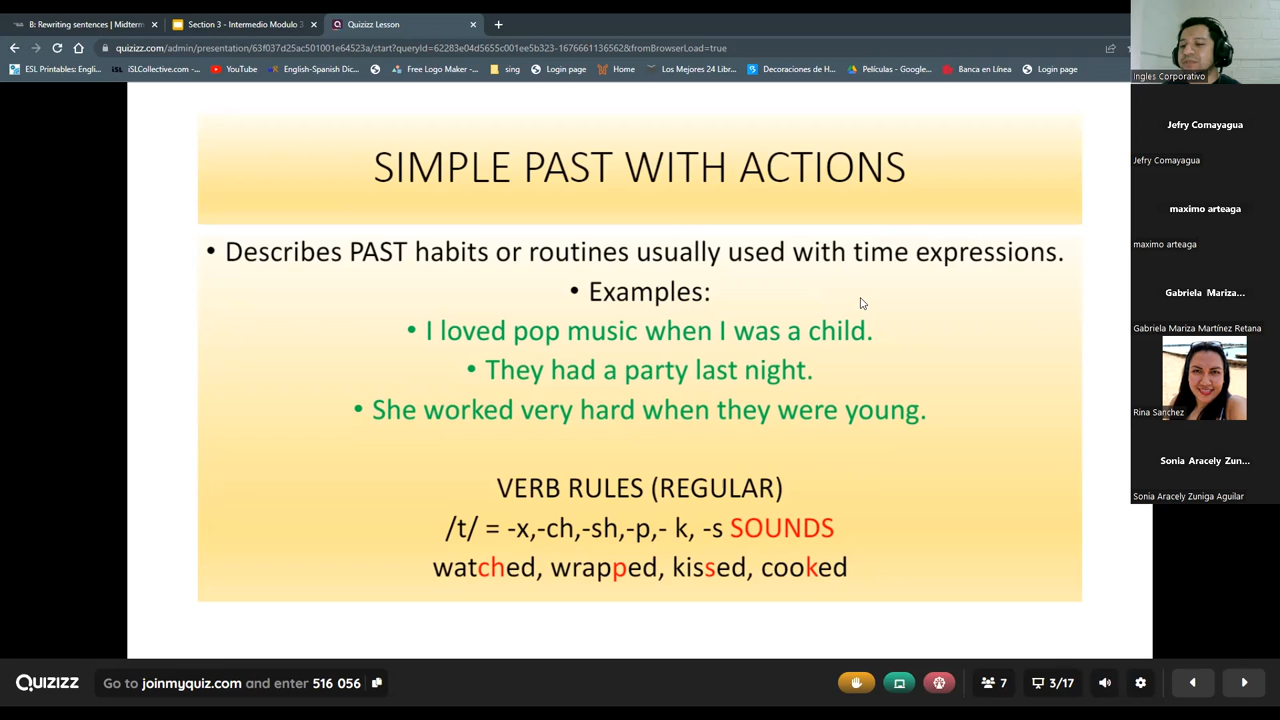 B: Rewriting sentences | Midterm
Section 3 - Intermedio Modulo 3
Quizizz Lesson
quizizz.com/admin/presentation/63f037d25ac501001e64523a/start?queryId=62283e04d5655c001ee5b323-1676661136562&fromBrowserLoad=true
ESL Printables: Engli...
iSLCollective.com -...
YouTube
English-Spanish Dic...
Free Logo Maker -...
sing
Login page
Home
Los Mejores 24 Libr...
Decoraciones de H...
Películas - Google...
Banca en Línea
Login page
SIMPLE PAST WITH ACTIONS
• Describes PAST habits or routines usually used with time expressions.
• Examples:
• I loved pop music when I was a child.
• They had a party last night.
• She worked very hard when they were young.
VERB RULES (REGULAR)
/t/ = -x,-ch,-sh,-p,- k, -s SOUNDS
watched, wrapped, kissed, cooked
Ingles Corporativo
Jefry Comayagua
Jefry Comayagua
maximo arteaga
maximo arteaga
Gabriela Mariza...
Gabriela Mariza Martínez Retana
Rina Sanchez
Sonia Aracely Zun...
Sonia Aracely Zuniga Aguilar
QUIZIZZ
Go to joinmyquiz.com and enter 516 056
7
3/17